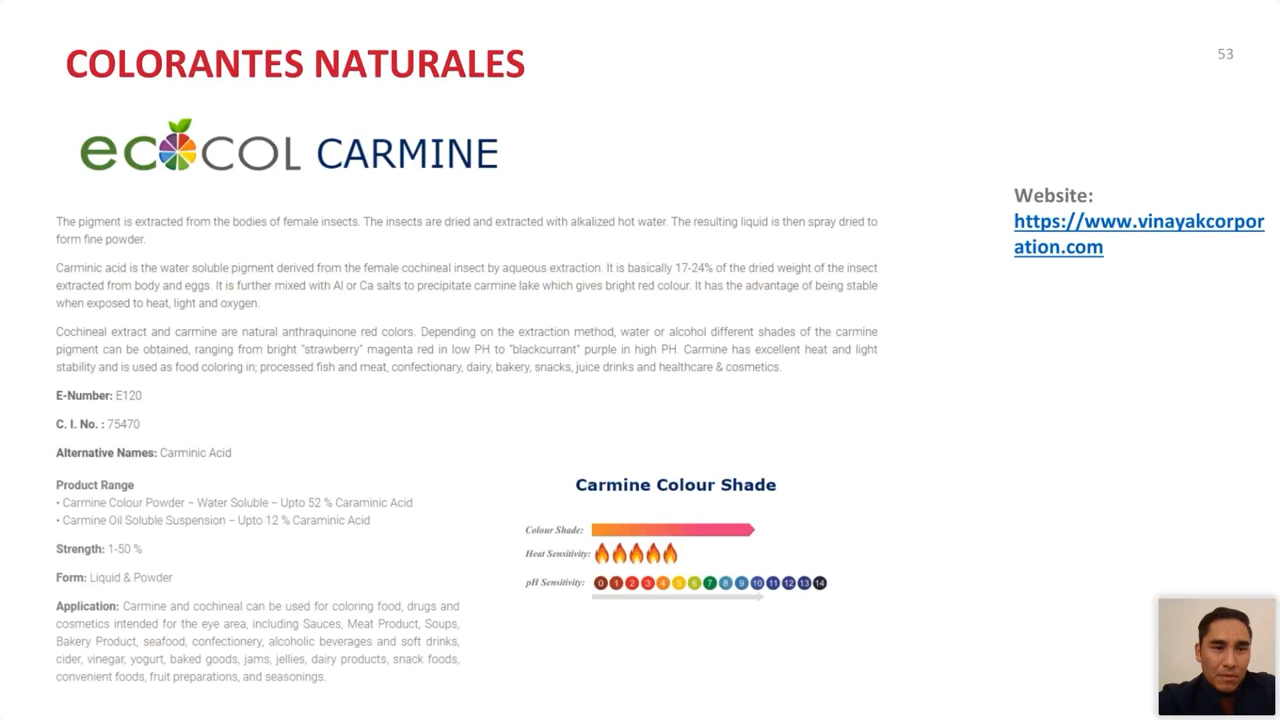 COLORANTES NATURALES
53
ecocol CARMINE
Website:
https://www.vinayakcorpor
ation.com
The pigment is extracted from the bodies of female insects. The insects are dried and extracted with alkalized hot water. The resulting liquid is then spray dried to
form fine powder.
Carminic acid is the water soluble pigment derived from the female cochineal insect by aqueous extraction. It is basically 17-24% of the dried weight of the insect
extracted from body and eggs. It is further mixed with Al or Ca salts to precipitate carmine lake which gives bright red colour. It has the advantage of being stable
when exposed to heat, light and oxygen.
Cochineal extract and carmine are natural anthraquinone red colors. Depending on the extraction method, water or alcohol different shades of the carmine
pigment can be obtained, ranging from bright “strawberry” magenta red in low PH to “blackcurrant” purple in high PH. Carmine has excellent heat and light
stability and is used as food coloring in; processed fish and meat, confectionary, dairy, bakery, snacks, juice drinks and healthcare & cosmetics.
E-Number: E120
C. I. No. : 75470
Alternative Names: Carminic Acid
Product Range
• Carmine Colour Powder – Water Soluble – Upto 52 % Caraminic Acid
• Carmine Oil Soluble Suspension – Upto 12 % Caraminic Acid
Strength: 1-50 %
Form: Liquid & Powder
Application: Carmine and cochineal can be used for coloring food, drugs and
cosmetics intended for the eye area, including Sauces, Meat Product, Soups,
Bakery Product, seafood, confectionery, alcoholic beverages and soft drinks,
cider, vinegar, yogurt, baked goods, jams, jellies, dairy products, snack foods,
convenient foods, fruit preparations, and seasonings.
Carmine Colour Shade
Colour Shade:
Heat Sensitivity:
pH Sensitivity: 0 1 2 3 4 5 6 7 8 9 10 11 12 13 14